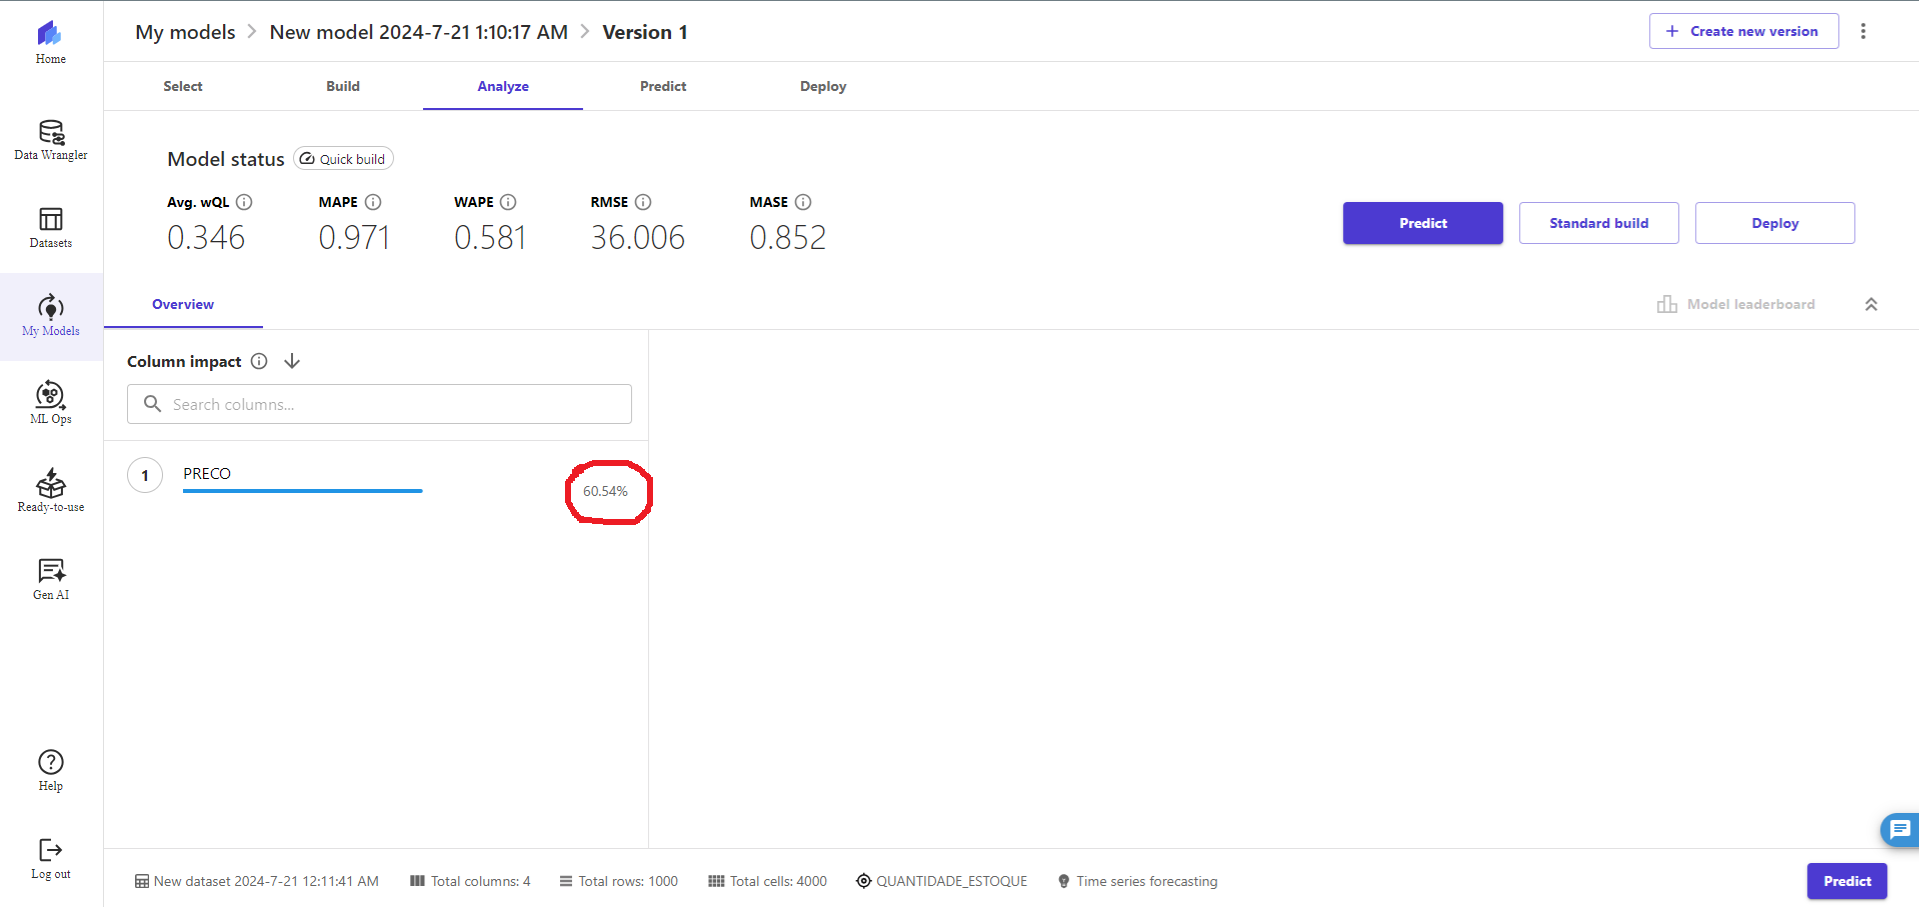 Home
Data Wrangler
Datasets
My Models
ML Ops
Ready-to-use
Gen AI
Help
Log out
My models > New model 2024-7-21 1:10:17 AM > Version 1
+ Create new version
Select Build Analyze Predict Deploy
Model status Quick build
Avg. wQL MAPE WAPE RMSE MASE
0.346 0.971 0.581 36.006 0.852
Predict Standard build Deploy
Overview Model leaderboard
Column impact
Search columns...
1 PRECO
60.54%
New dataset 2024-7-21 12:11:41 AM Total columns: 4 Total rows: 1000 Total cells: 4000 QUANTIDADE_ESTOQUE Time series forecasting Predict